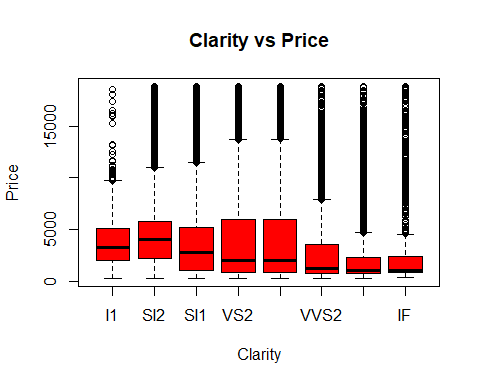 Clarity vs Price
15000
5000
0
Price
I1 SI2 SI1 VS2 VVS2 IF
Clarity